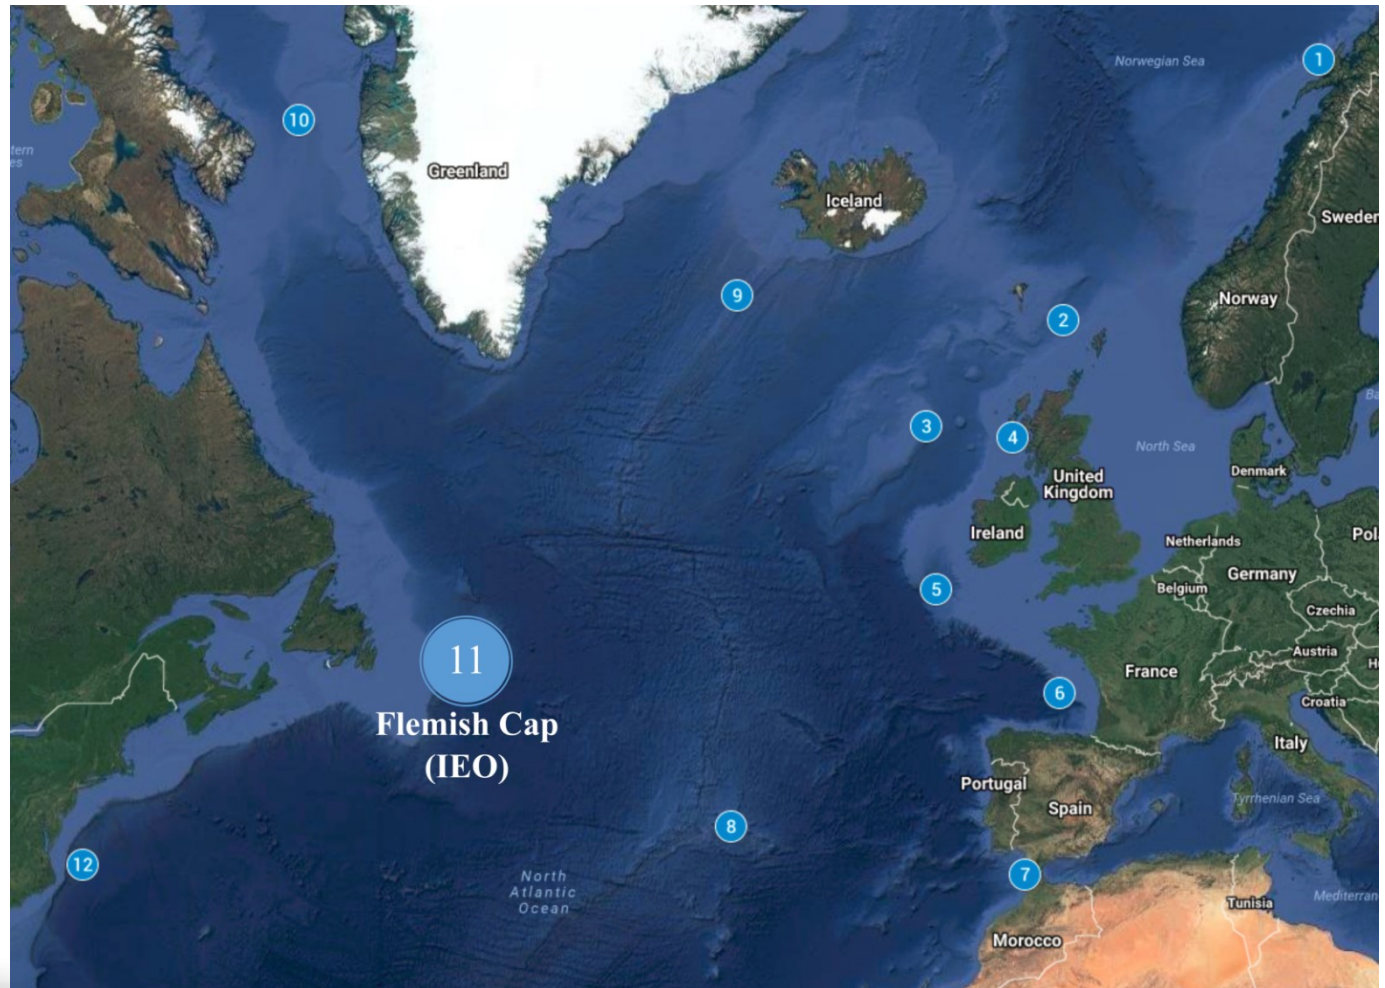 Norwegian Sea
1
10
tern
es
Greenland
Iceland
Sweden
9
Norway
2
3
4
North Sea
Denmark
United
Kingdom
Ireland
Netherlands
Pol
Germany
Belgium
5
Czechia
11
Austria
France
6
Croatia
Flemish Cap
(IEO)
Italy
Portugal
Spain
Tyrrhenian Sea
8
12
7
North
Atlantic
Ocean
Mediterran
Tunisia
Morocco